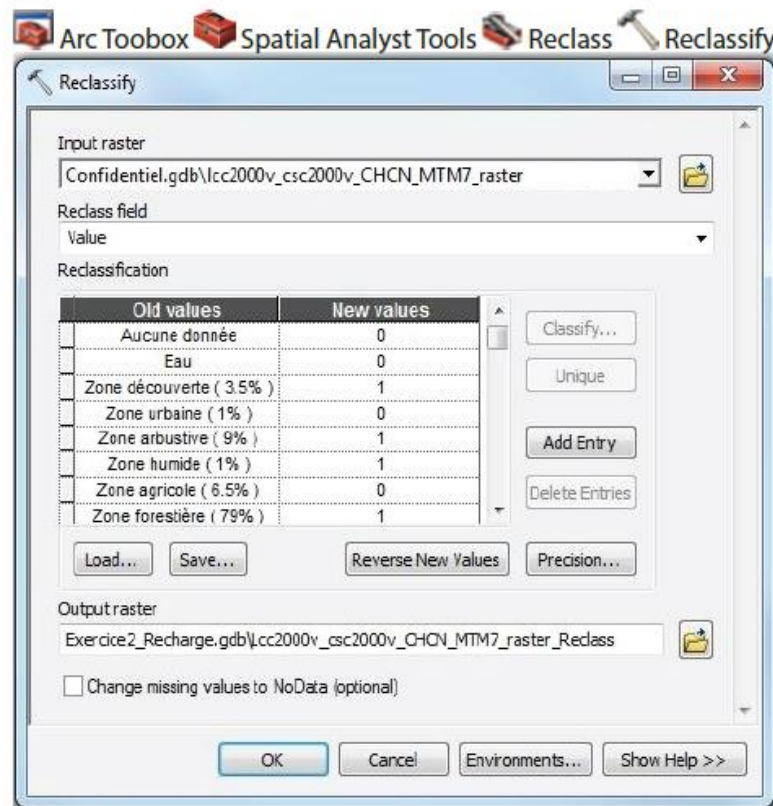 Arc Toobox Spatial Analyst Tools Reclass Reclassify
Reclassify
Input raster
Confidentiel.gdb\lcc2000v_csc2000v_CHCN_MTM7_raster
Reclass field
Value
Reclassification
Old values New values
Aucune donnée 0
Eau 0
Zone découverte ( 3.5% ) 1
Zone urbaine ( 1% ) 0
Zone arbustive ( 9% ) 1
Zone humide ( 1% ) 1
Zone agricole ( 6.5% ) 0
Zone forestière ( 79% ) 1
Classify...
Unique
Add Entry
Delete Entries
Load... Save... Reverse New Values Precision...
Output raster
Exercice2_Recharge.gdb\Lcc2000v_csc2000v_CHCN_MTM7_raster_Reclass
Change missing values to NoData (optional)
OK Cancel Environments... Show Help >>